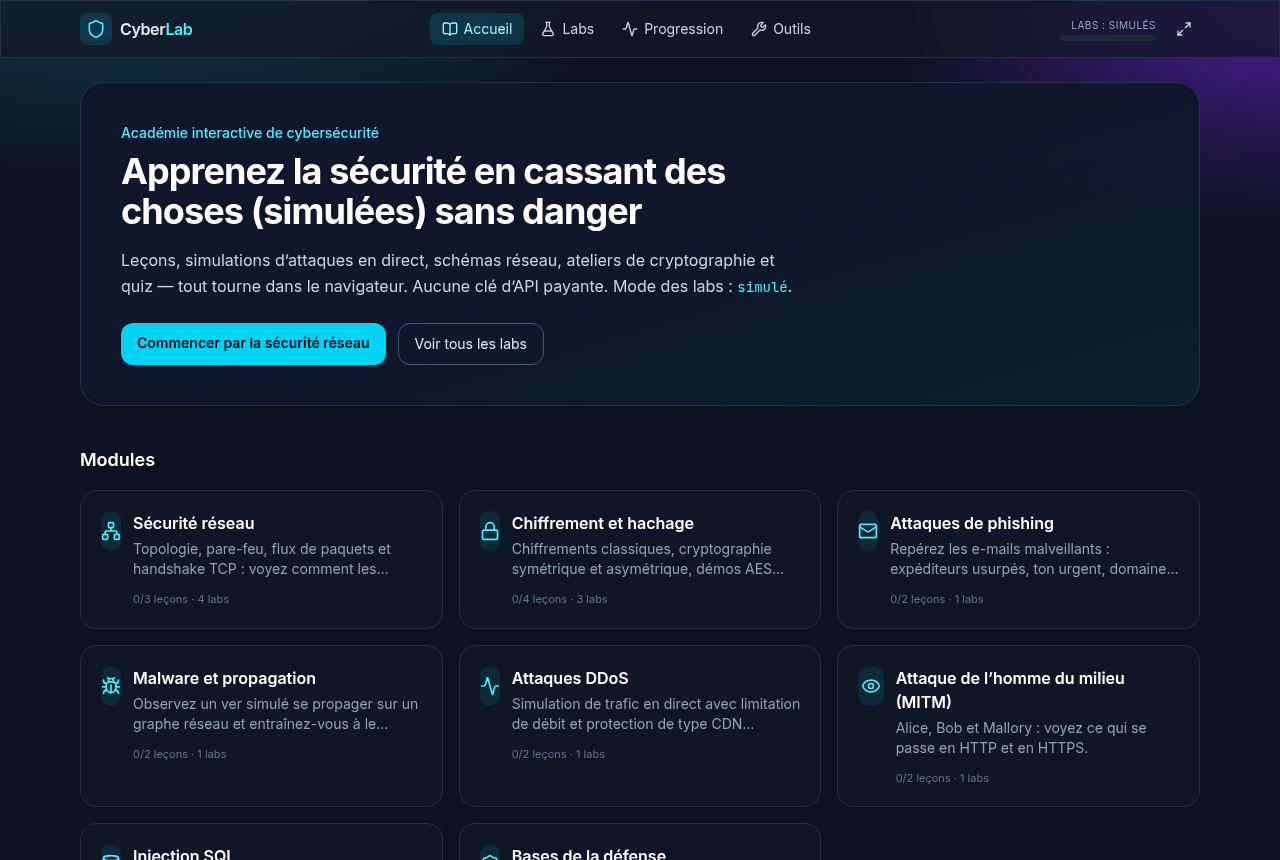 CyberLab
Accueil
Labs
Progression
Outils
LABS : SIMULÉS
Académie interactive de cybersécurité
Apprenez la sécurité en cassant des
choses (simulées) sans danger
Leçons, simulations d’attaques en direct, schémas réseau, ateliers de cryptographie et
quiz — tout tourne dans le navigateur. Aucune clé d’API payante. Mode des labs : simulé.
Commencer par la sécurité réseau
Voir tous les labs
Modules
Sécurité réseau
Topologie, pare-feu, flux de paquets et
handshake TCP : voyez comment les…
0/3 leçons · 4 labs
Chiffrement et hachage
Chiffrements classiques, cryptographie
symétrique et asymétrique, démos AES…
0/4 leçons · 3 labs
Attaques de phishing
Repérez les e-mails malveillants :
expéditeurs usurpés, ton urgent, domaine…
0/2 leçons · 1 labs
Malware et propagation
Observez un ver simulé se propager sur un
graphe réseau et entraînez-vous à le…
0/2 leçons · 1 labs
Attaques DDoS
Simulation de trafic en direct avec limitation
de débit et protection de type CDN…
0/2 leçons · 1 labs
Attaque de l’homme du milieu
(MITM)
Alice, Bob et Mallory : voyez ce qui se
passe en HTTP et en HTTPS.
0/2 leçons · 1 labs
Injection SQL
Bases de la défense